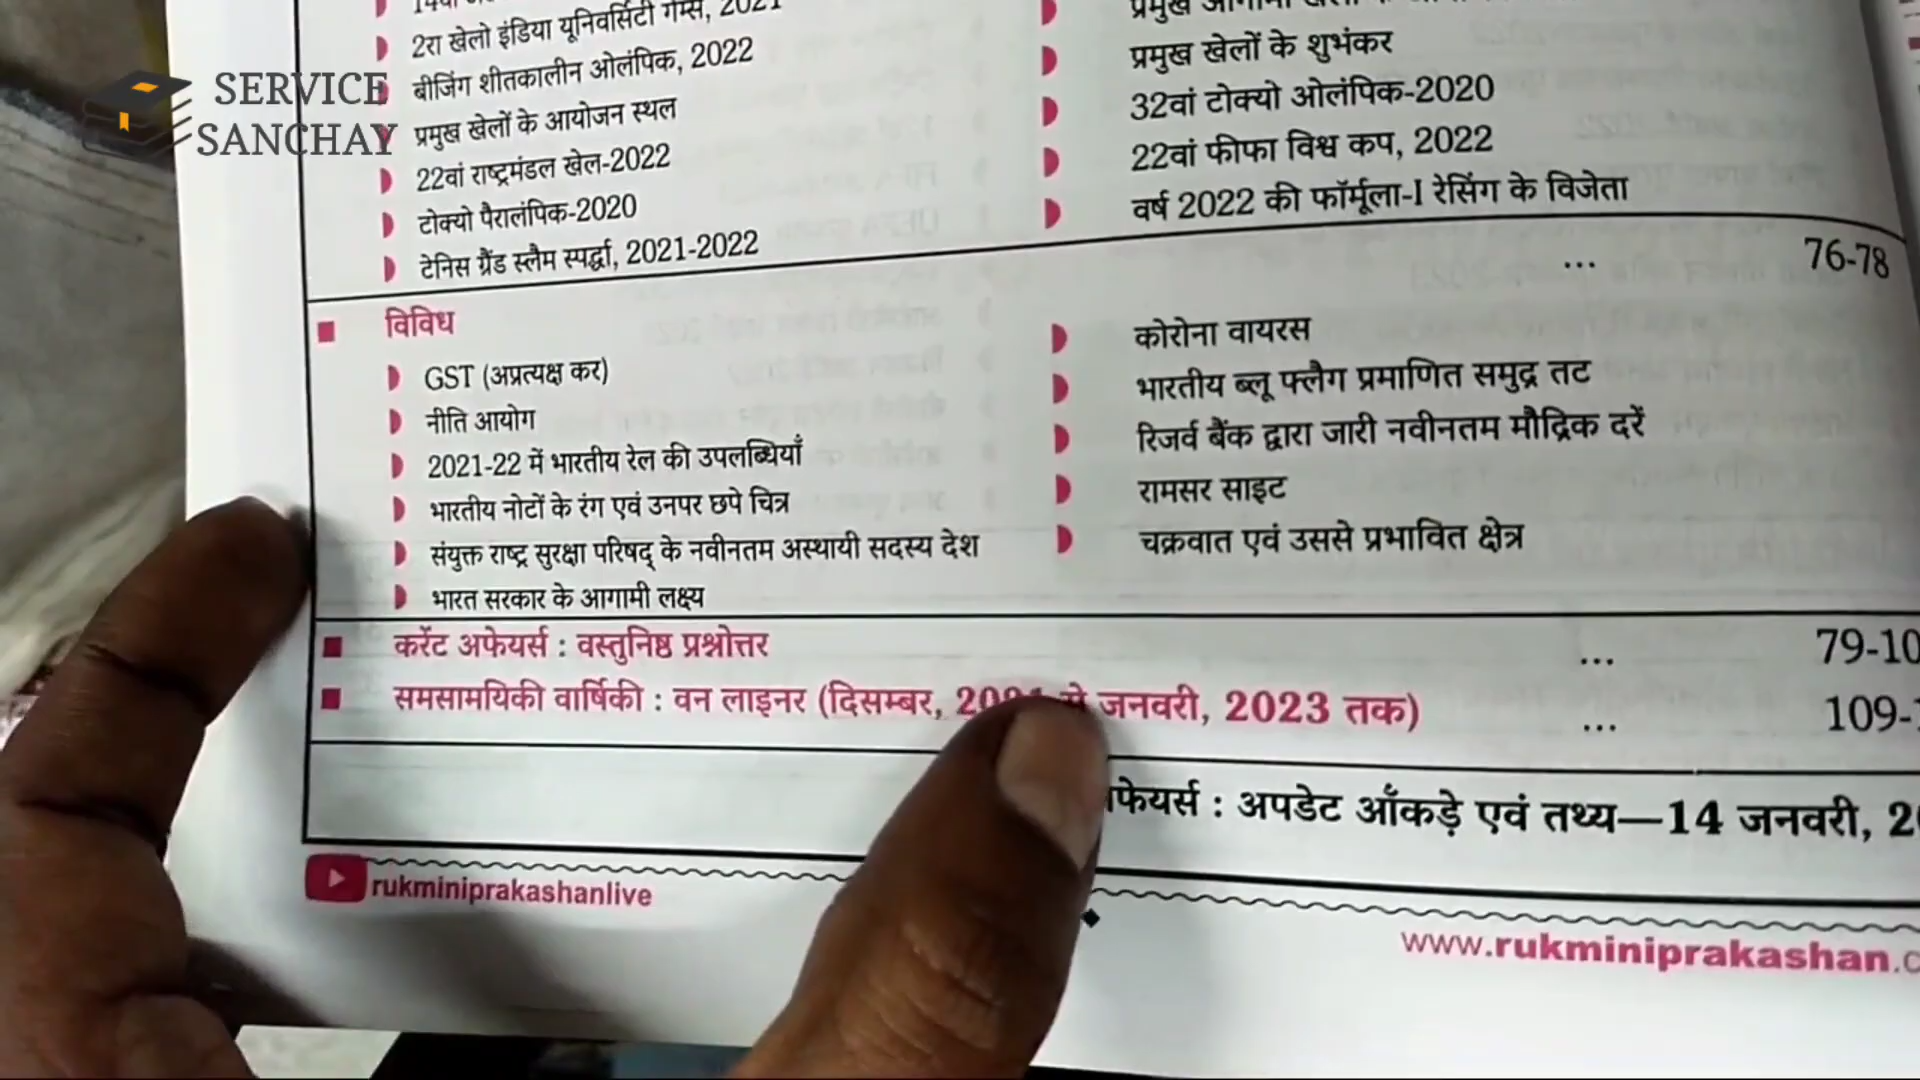 2रा खेलो इंडिया यूनिवर्सिटी गेम्स, 2021
बीजिंग शीतकालीन ओलंपिक, 2022
प्रमुख खेलों के आयोजन स्थल
22वां राष्ट्रमंडल खेल-2022
टोक्यो पैरालंपिक-2020
टेनिस ग्रैंड स्लैम स्पर्द्धा, 2021-2022
प्रमुख
प्रमुख खेलों के शुभंकर
32वां टोक्यो ओलंपिक-2020
22वां फीफा विश्व कप, 2022
वर्ष 2022 की फॉर्मूला-I रेसिंग के विजेता
SERVICE
SANCHAY
विविध ... 76-78
GST (अप्रत्यक्ष कर)
नीति आयोग
2021-22 में भारतीय रेल की उपलब्धियाँ
भारतीय नोटों के रंग एवं उनपर छपे चित्र
संयुक्त राष्ट्र सुरक्षा परिषद् के नवीनतम अस्थायी सदस्य देश
भारत सरकार के आगामी लक्ष्य
कोरोना वायरस
भारतीय ब्लू फ्लैग प्रमाणित समुद्र तट
रिजर्व बैंक द्वारा जारी नवीनतम मौद्रिक दरें
रामसर साइट
चक्रवात एवं उससे प्रभावित क्षेत्र
करेंट अफेयर्स : वस्तुनिष्ठ प्रश्नोत्तर ... 79-10
समसामयिकी वार्षिकी : वन लाइनर (दिसम्बर, से जनवरी, 2023 तक) ... 109-
: अपडेट आँकड़े एवं तथ्य—14 जनवरी,
rukminiprakashanlive
www.rukminiprakashan.c